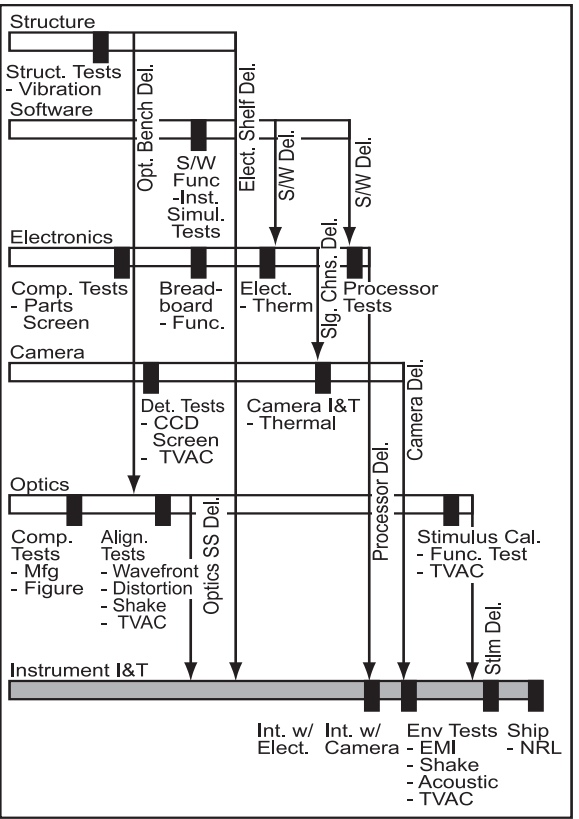 Structure
Struct. Tests
- Vibration
Opt. Bench Del.
Elect. Shelf Del.
Software
S/W
Func
-Inst.
Simul.
Tests
S/W Del.
S/W Del.
Electronics
Comp. Tests
- Parts
Screen
Bread-
board
- Func.
Elect.
- Therm
Slg. Chns. Del.
Processor
Tests
Camera
Det. Tests
- CCD
Screen
- TVAC
Camera I&T
- Thermal
Processor Del.
Camera Del.
Optics
Comp.
Tests
- Mfg
- Figure
Align.
Tests
- Wavefront
- Distortion
- Shake
- TVAC
Optics SS Del.
Stimulus Cal.
- Func. Test
- TVAC
Stlm Del.
Instrument I&T
Int. w/
Elect.
Int. w/
Camera
Env Tests
- EMI
- Shake
- Acoustic
- TVAC
Ship
- NRL